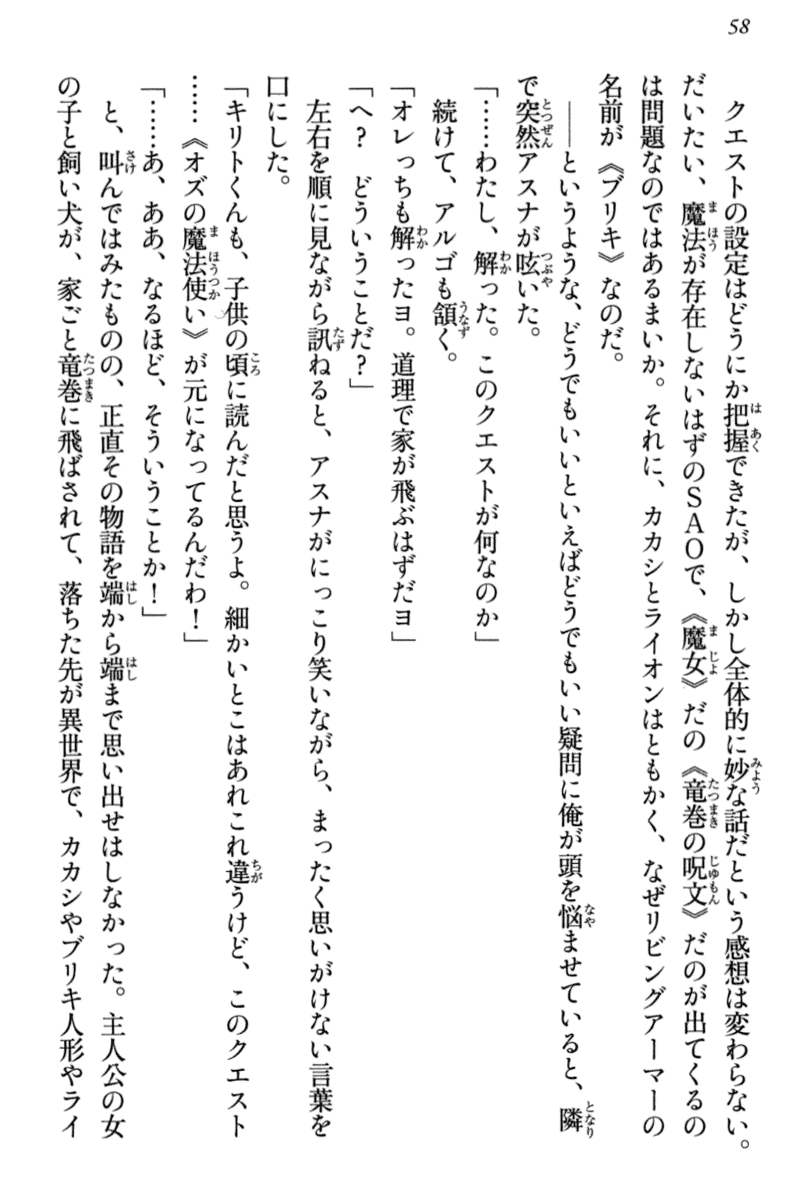 58
クエストの設定はどうにか把握できたが、しかし全体的に妙な話だという感想は変わらない。
だいたい、魔法が存在しないはずのSAOで、《魔女》だの《竜巻の呪文》だのが出てくるの
は問題なのではあるまいか。それに、カカシとライオンはともかく、なぜリビングアーマーの
名前が《ブリキ》なのだ。
――というような、どうでもいいといえばどうでもいい疑問に俺が頭を悩ませていると、隣
で突然アスナが呟いた。
「……わたし、解った。このクエストが何なのか」
続けて、アルゴも頷く。
「オレっちも解ったヨ。道理で家が飛ぶはずだヨ」
「へ？　どういうことだ？」
左右を順に見ながら訊ねると、アスナがにっこり笑いながら、まったく思いがけない言葉を
口にした。
「キリトくんも、子供の頃に読んだと思うよ。細かいとこはあれこれ違うけど、このクエスト
……《オズの魔法使い》が元になってるんだわ！」
「……あ、ああ、なるほど、そういうことか！」
と、叫んではみたものの、正直その物語を端から端まで思い出せはしなかった。主人公の女
の子と飼い犬が、家ごと竜巻に飛ばされて、落ちた先が異世界で、カカシやブリキ人形やライ